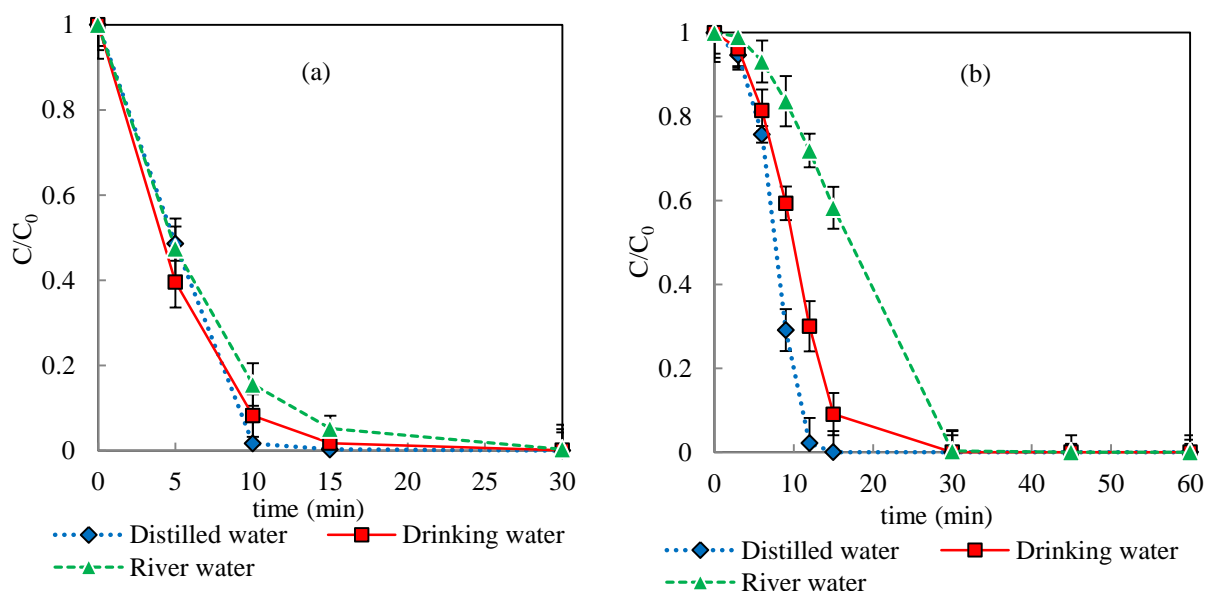 (a)
C/C0
1
0.8
0.6
0.4
0.2
0
0 5 10 15 20 25 30
time (min)
Distilled water Drinking water
River water
(b)
C/C0
1
0.8
0.6
0.4
0.2
0
0 10 20 30 40 50 60
time (min)
Distilled water Drinking water
River water